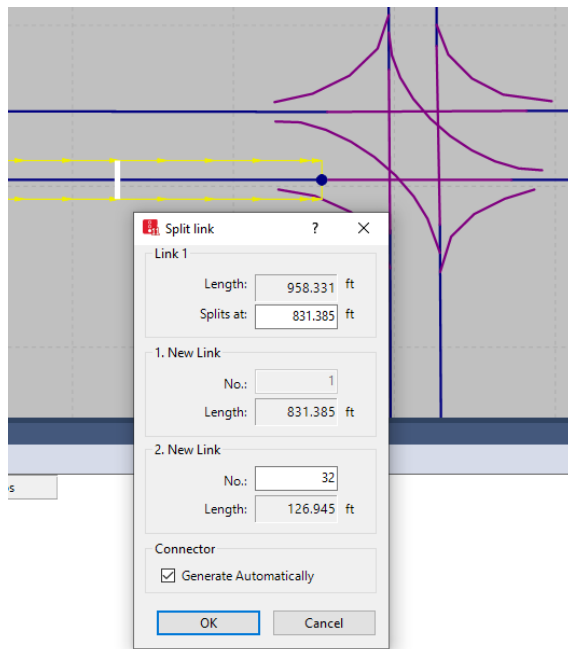 Split link
?
Link 1
Length: 958.331 ft
Splits at: 831.385 ft
1. New Link
No.: 1
Length: 831.385 ft
2. New Link
No.: 32
Length: 126.945 ft
Connector
Generate Automatically
OK Cancel